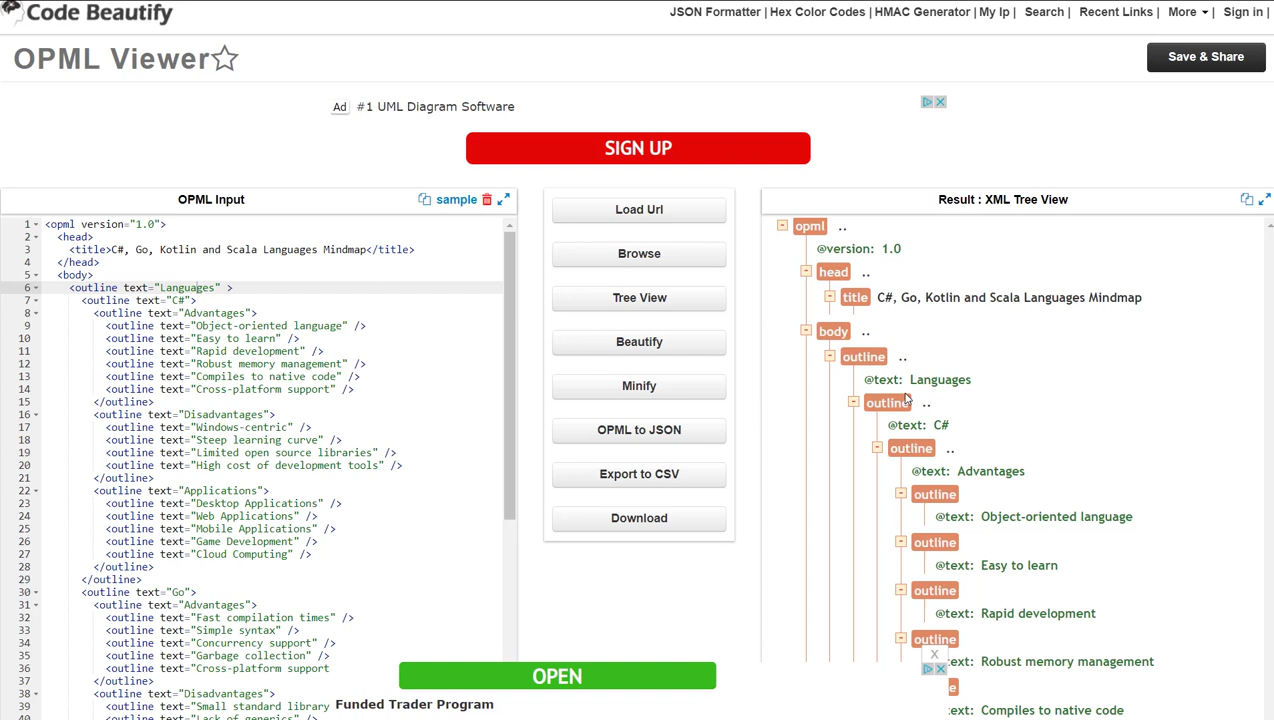 Code Beautify
JSON Formatter | Hex Color Codes | HMAC Generator | My Ip | Search | Recent Links | More | Sign in |
OPML Viewer
Save & Share
Ad #1 UML Diagram Software
SIGN UP
OPML Input
sample
1 <opml version="1.0">
2 <head>
3 <title>C#, Go, Kotlin and Scala Languages Mindmap</title>
4 </head>
5 <body>
6 <outline text="Languages" >
7 <outline text="C#">
8 <outline text="Advantages">
9 <outline text="Object-oriented language" />
10 <outline text="Easy to learn" />
11 <outline text="Rapid development" />
12 <outline text="Robust memory management" />
13 <outline text="Compiles to native code" />
14 <outline text="Cross-platform support" />
15 </outline>
16 <outline text="Disadvantages">
17 <outline text="Windows-centric" />
18 <outline text="Steep learning curve" />
19 <outline text="Limited open source libraries" />
20 <outline text="High cost of development tools" />
21 </outline>
22 <outline text="Applications">
23 <outline text="Desktop Applications" />
24 <outline text="Web Applications" />
25 <outline text="Mobile Applications" />
26 <outline text="Game Development" />
27 <outline text="Cloud Computing" />
28 </outline>
29 </outline>
30 <outline text="Go">
31 <outline text="Advantages">
32 <outline text="Fast compilation times" />
33 <outline text="Simple syntax" />
34 <outline text="Concurrency support" />
35 <outline text="Garbage collection" />
36 <outline text="Cross-platform support
37 </outline>
38 <outline text="Disadvantages">
39 <outline text="Small standard library
40 <outline text="Lack of generics" />
Load Url
Browse
Tree View
Beautify
Minify
OPML to JSON
Export to CSV
Download
Result : XML Tree View
opml ..
@version: 1.0
head ..
title C#, Go, Kotlin and Scala Languages Mindmap
body ..
outline ..
@text: Languages
outline ..
@text: C#
outline ..
@text: Advantages
outline
@text: Object-oriented language
outline
@text: Easy to learn
outline
@text: Rapid development
outline
text: Robust memory management
text: Compiles to native code
X
OPEN
Funded Trader Program